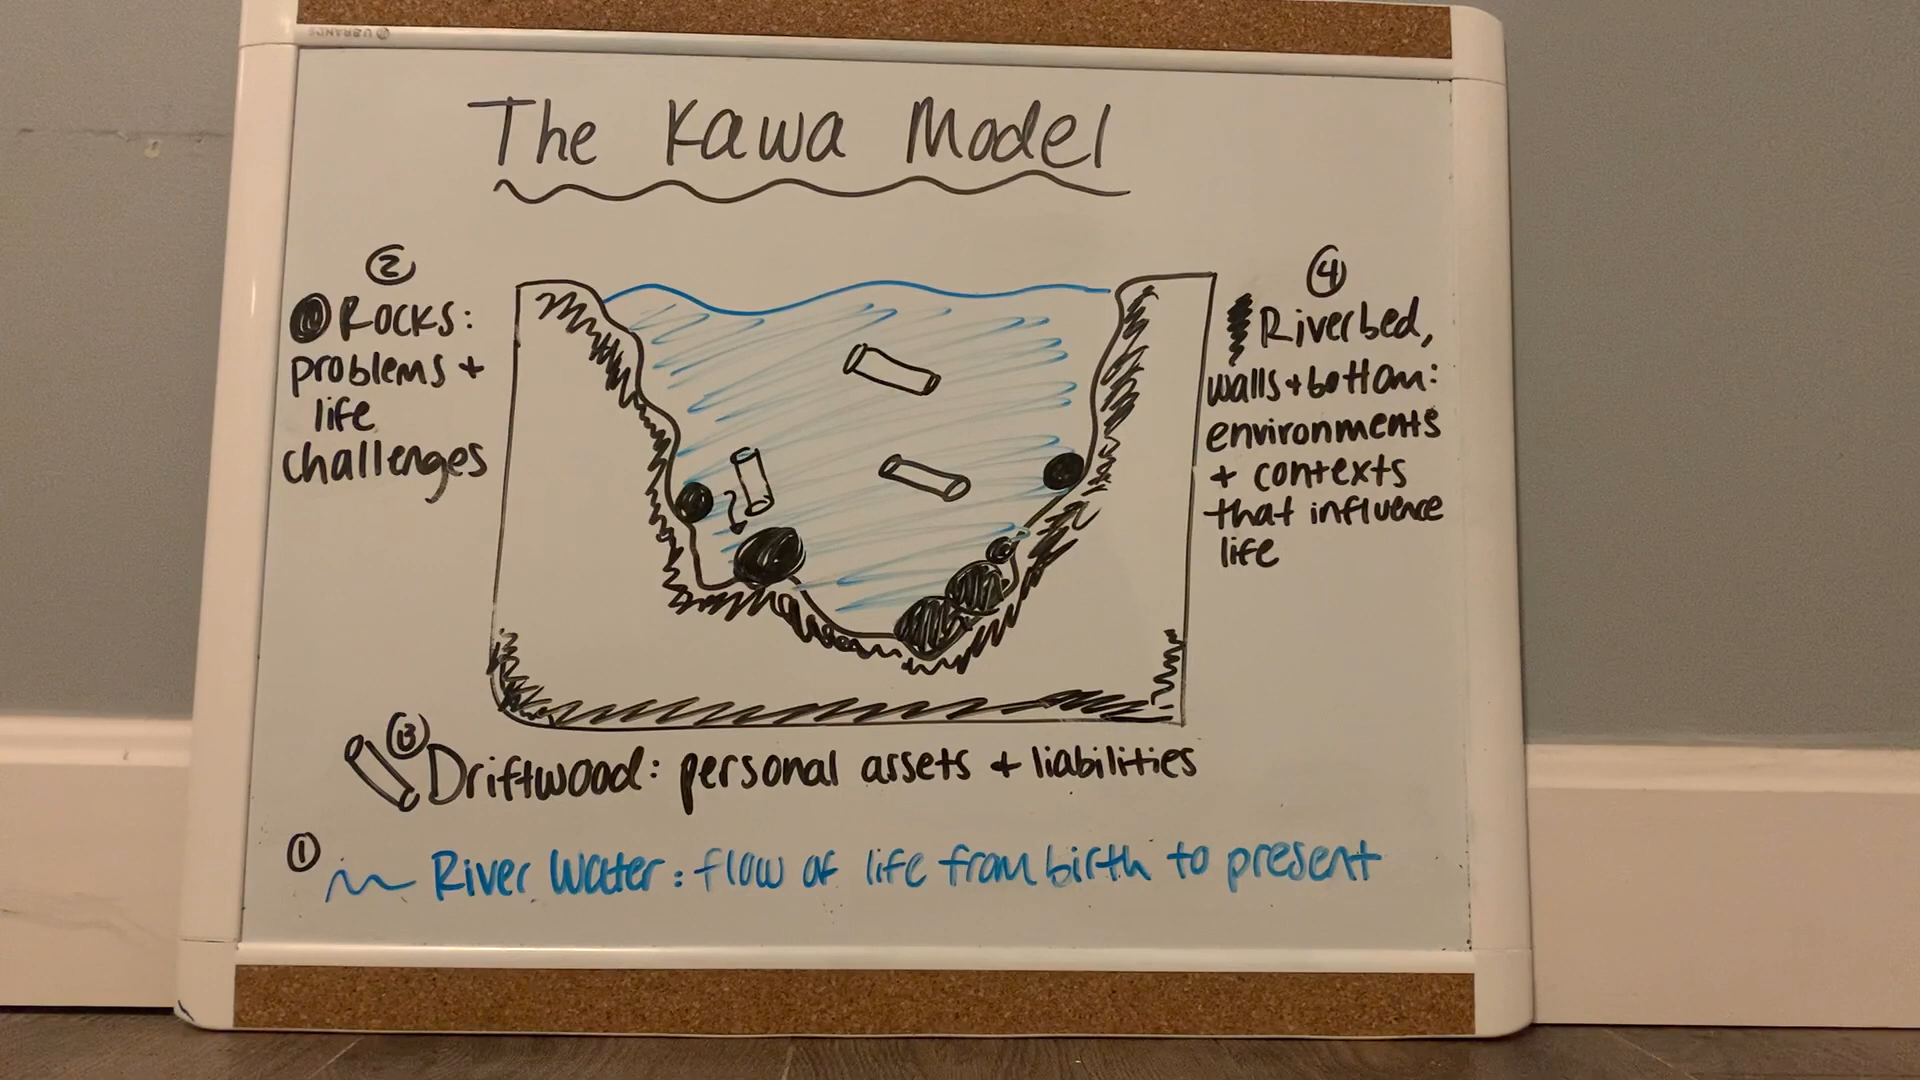 U BRANDS
The Kawa Model
2
Rocks:
problems +
life
challenges
4
Riverbed,
walls + bottom:
environments
+ contexts
that influence
life
3
Driftwood: personal assets + liabilities
1
River Water: flow of life from birth to present